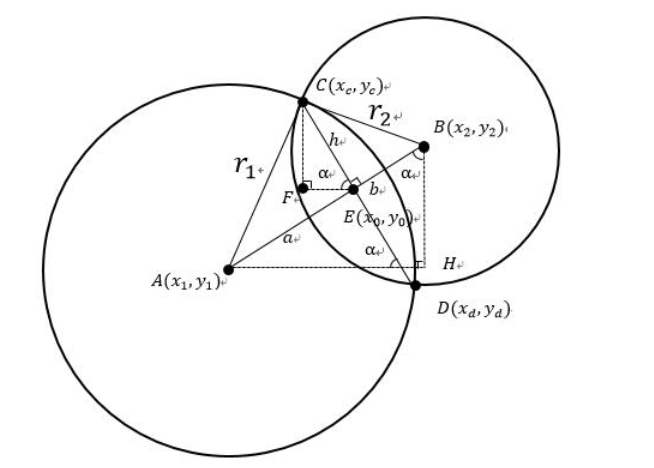 C(x_c, y_c)
r_2
B(x_2, y_2)
h
r_1
α
α
F
b
E(x_0, y_0)
a
α
H
A(x_1, y_1)
D(x_d, y_d)